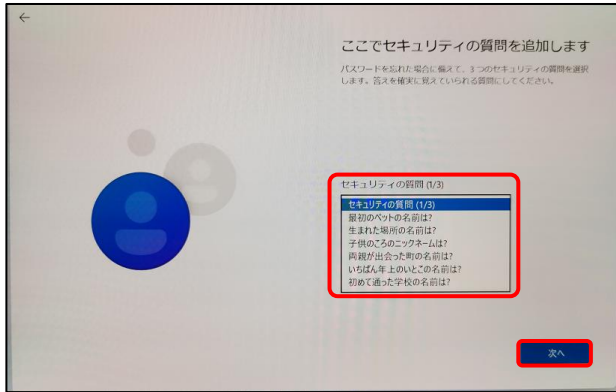 ここでセキュリティの質問を追加します
パスワードを忘れた場合に備えて、3 つのセキュリティの質問を選択
します。答えを確実に覚えていられる質問にしてください。
セキュリティの質問 (1/3)
セキュリティの質問 (1/3)
最初のペットの名前は?
生まれた場所の名前は?
子供のころのニックネームは?
両親が出会った町の名前は?
いちばん年上のいとこの名前は?
初めて通った学校の名前は?
次へ